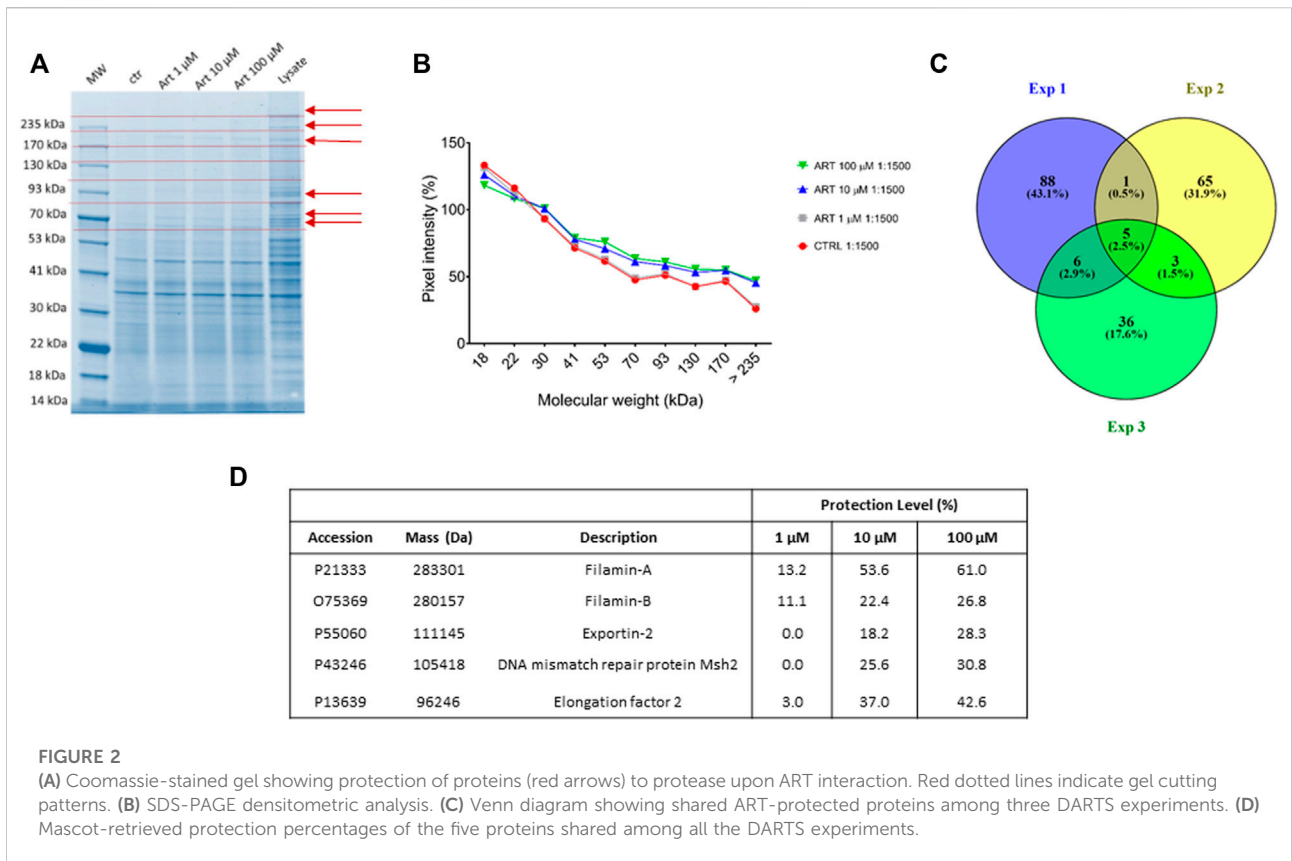 A
MW
ctr
Art 1 μM
Art 10 μM
Art 100 μM
Lysate
235 kDa
170 kDa
130 kDa
93 kDa
70 kDa
53 kDa
41 kDa
30 kDa
22 kDa
18 kDa
14 kDa
B
Pixel intensity (%)
150
100
50
0
18
22
30
41
53
70
93
130
170
> 235
Molecular weight (kDa)
ART 100 μM 1:1500
ART 10 μM 1:1500
ART 1 μM 1:1500
CTRL 1:1500
C
Exp 1
Exp 2
88
(43.1%)
1
(0.5%)
65
(31.9%)
5
(2.5%)
6
(2.9%)
3
(1.5%)
36
(17.6%)
Exp 3
D
Protection Level (%)
Accession Mass (Da) Description 1 μM 10 μM 100 μM
P21333 283301 Filamin-A 13.2 53.6 61.0
O75369 280157 Filamin-B 11.1 22.4 26.8
P55060 111145 Exportin-2 0.0 18.2 28.3
P43246 105418 DNA mismatch repair protein Msh2 0.0 25.6 30.8
P13639 96246 Elongation factor 2 3.0 37.0 42.6
FIGURE 2
(A) Coomassie-stained gel showing protection of proteins (red arrows) to protease upon ART interaction. Red dotted lines indicate gel cutting
patterns. (B) SDS-PAGE densitometric analysis. (C) Venn diagram showing shared ART-protected proteins among three DARTS experiments. (D)
Mascot-retrieved protection percentages of the five proteins shared among all the DARTS experiments.